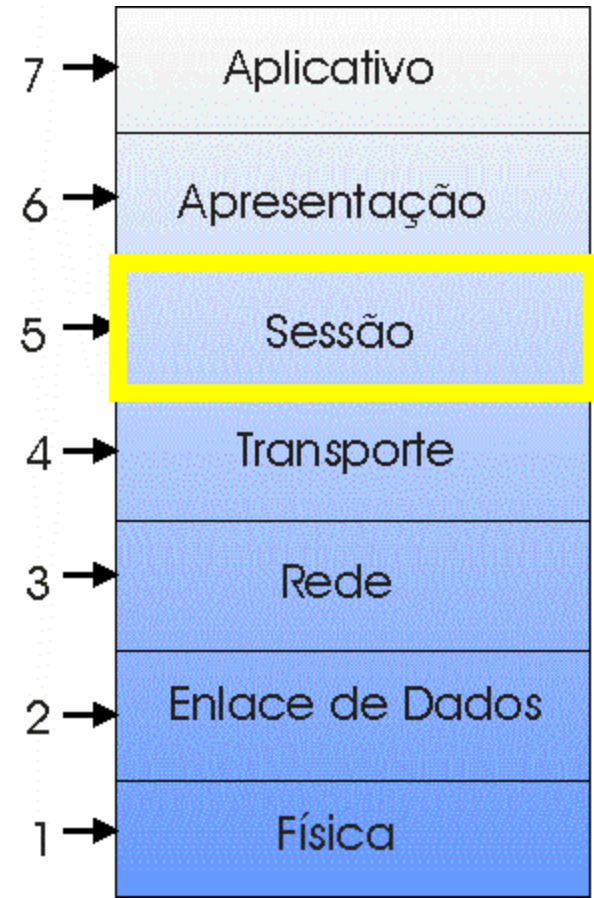 7 Aplicativo
6 Apresentação
5 Sessão
4 Transporte
3 Rede
2 Enlace de Dados
1 Física